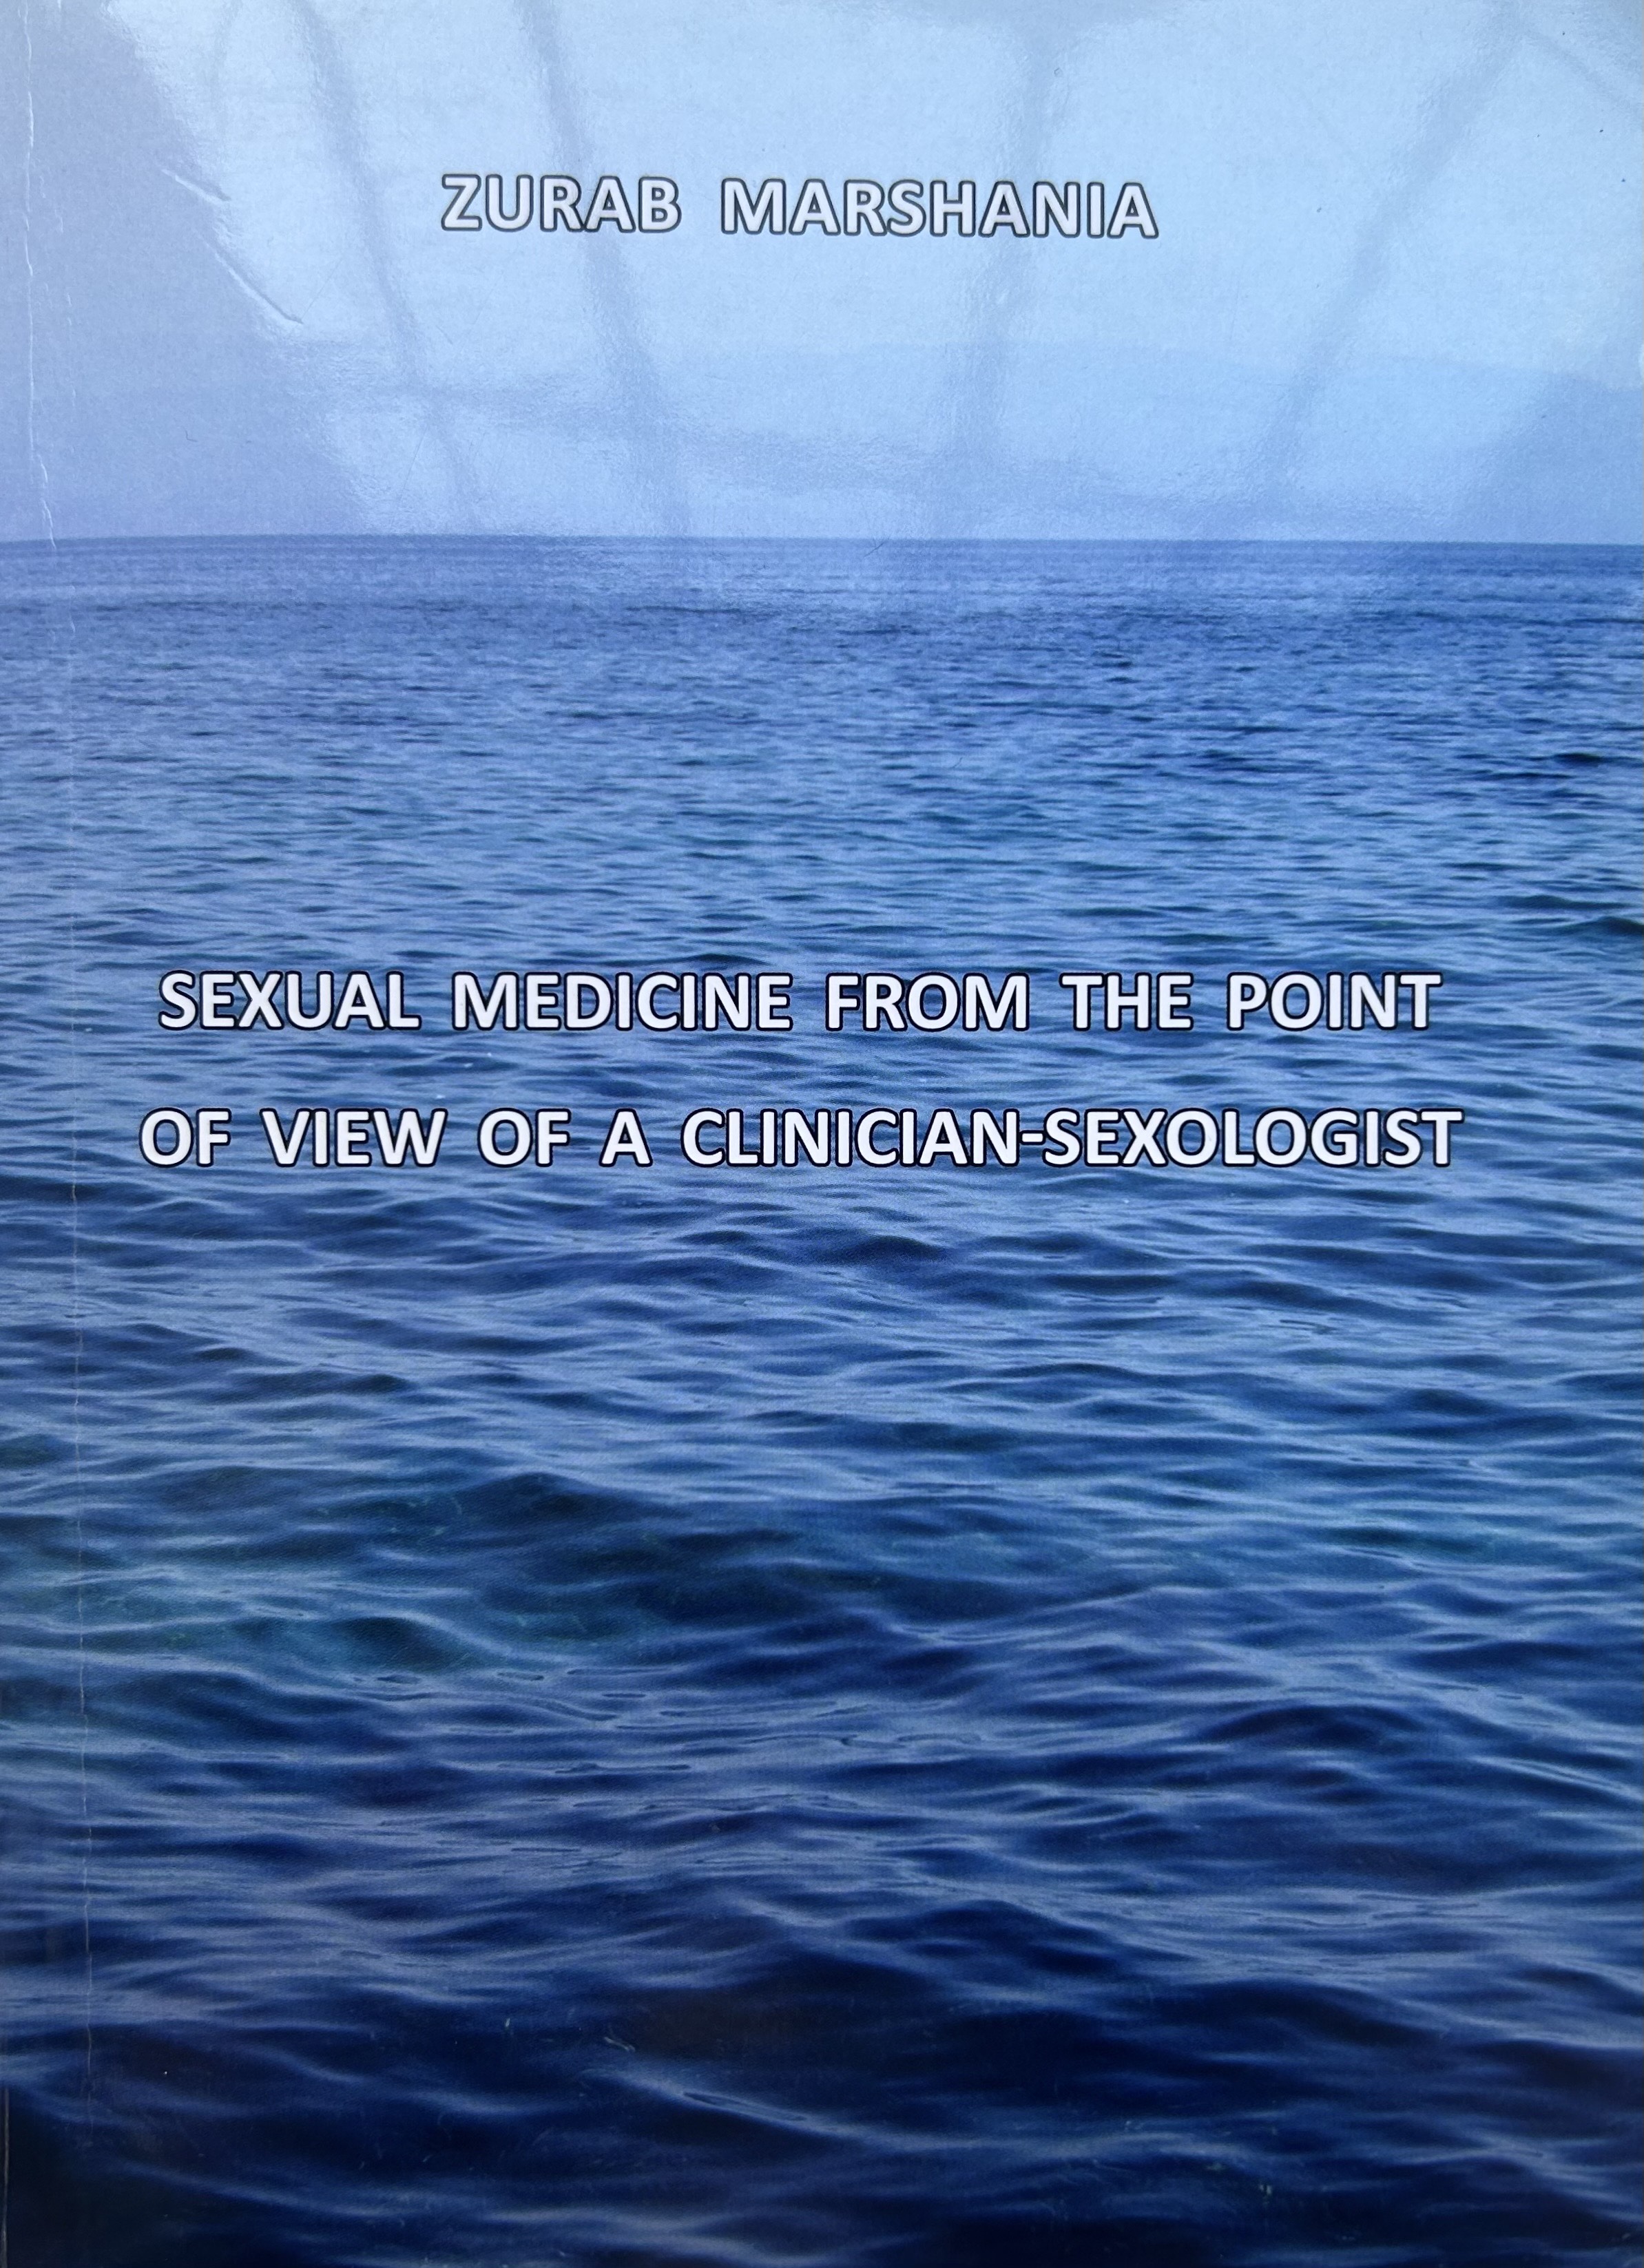 ZURAB MARSHANIA
SEXUAL MEDICINE FROM THE POINT
OF VIEW OF A CLINICIAN-SEXOLOGIST